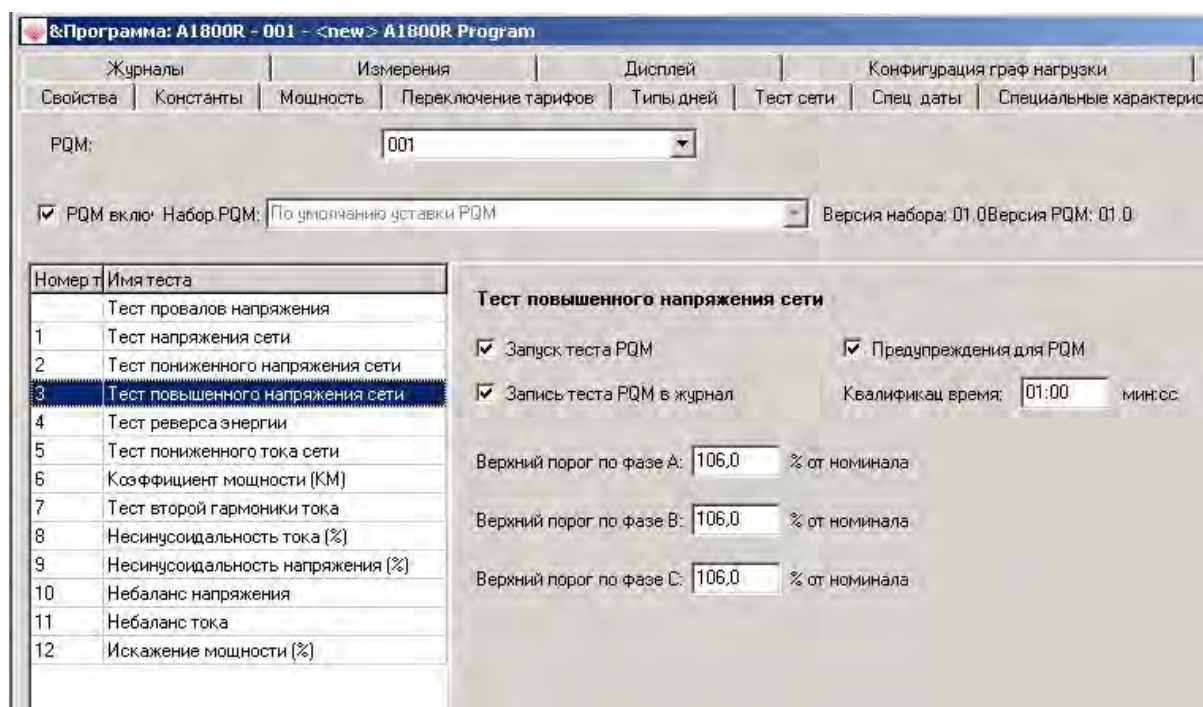 &Программа: A1800R - 001 - <new> A1800R Program
Журналы Измерения Дисплей Конфигурация граф нагрузки
Свойства Константы Мощность Переключение тарифов Типы дней Тест сети Спец даты Специальные характерис
PQM: 001
PQM вклю Набор PQM: По умолчанию уставки PQM Версия набора: 01.0Версия PQM: 01.0
Номер т Имя теста
Тест провалов напряжения
1 Тест напряжения сети
2 Тест пониженного напряжения сети
3 Тест повышенного напряжения сети
4 Тест реверса энергии
5 Тест пониженного тока сети
6 Коэффициент мощности (КМ)
7 Тест второй гармоники тока
8 Несинусоидальность тока (%)
9 Несинусоидальность напряжения (%)
10 Небаланс напряжения
11 Небаланс тока
12 Искажение мощности (%)
Тест повышенного напряжения сети
Запуск теста PQM Предупреждения для PQM
Запись теста PQM в журнал Квалификац время: 01:00 мин:сс
Верхний порог по фазе A: 106,0 % от номинала
Верхний порог по фазе B: 106,0 % от номинала
Верхний порог по фазе C: 106,0 % от номинала